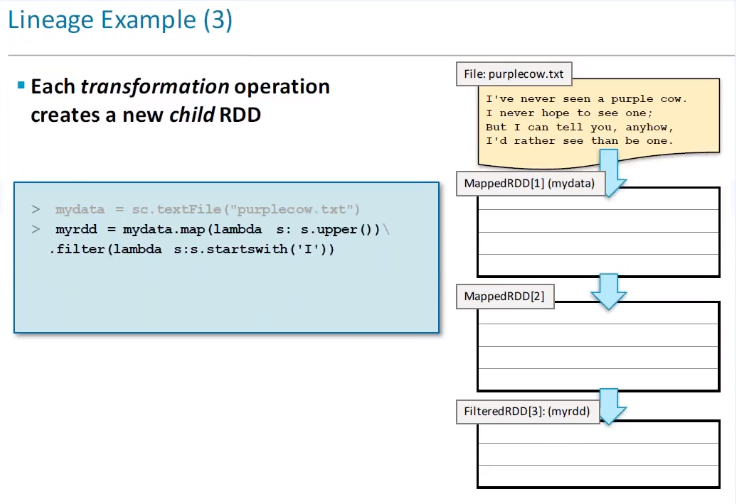 Lineage Example (3)
Each transformation operation
creates a new child RDD
> mydata = sc.textFile("purplecow.txt")
> myrdd = mydata.map(lambda s: s.upper())\
.filter(lambda s:s.startswith('I'))
File: purplecow.txt
I've never seen a purple cow.
I never hope to see one;
But I can tell you, anyhow,
I'd rather see than be one.
MappedRDD[1] (mydata)
MappedRDD[2]
FilteredRDD[3]: (myrdd)